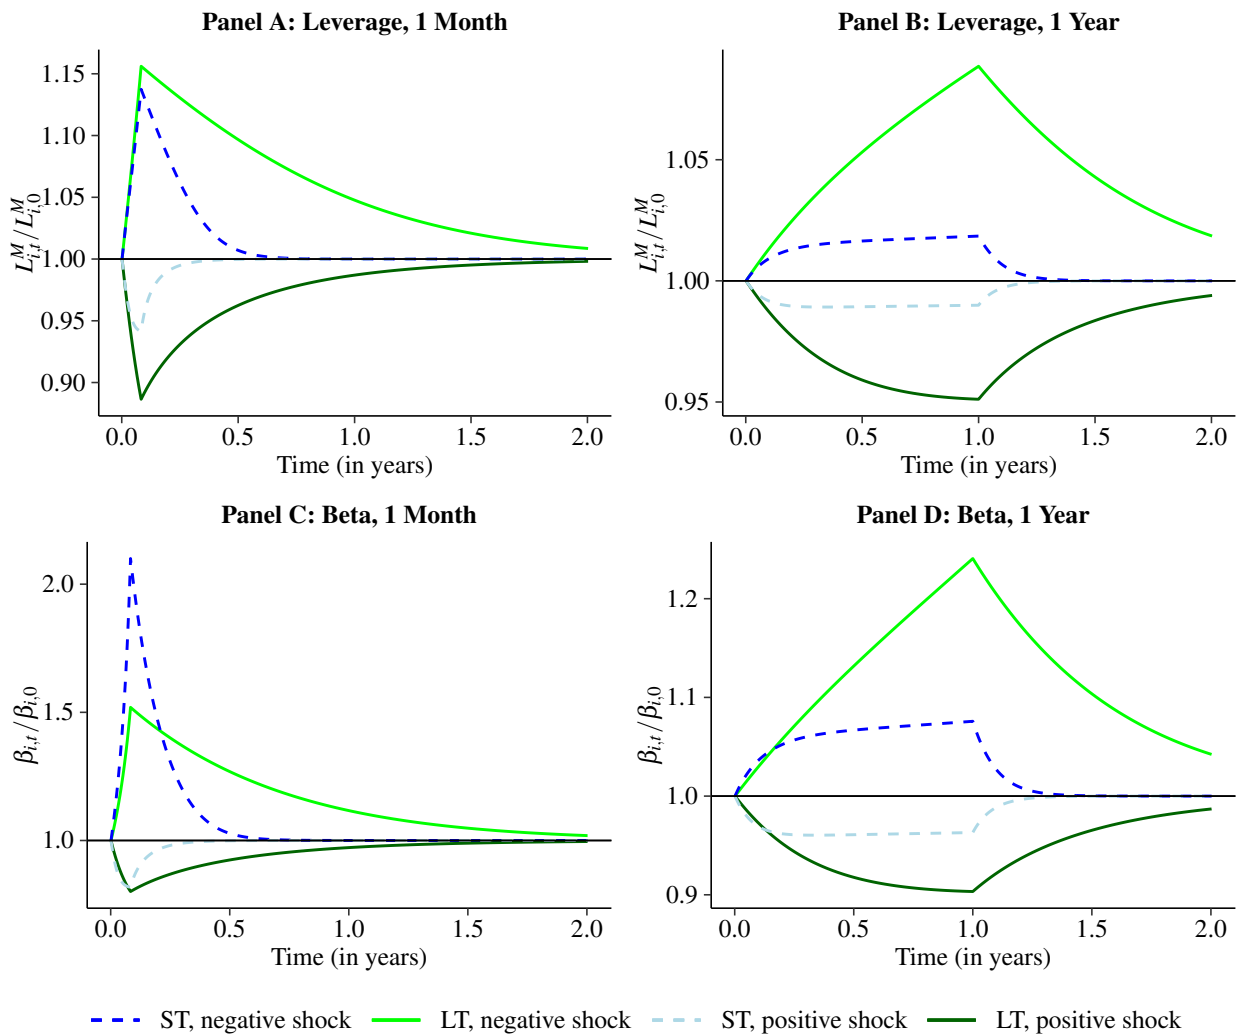 Panel A: Leverage, 1 Month
Panel B: Leverage, 1 Year
1.15
1.10
1.05
1.00
0.95
0.90
L^M_{i,t}/L^M_{i,0}
0.0 0.5 1.0 1.5 2.0
Time (in years)
1.05
1.00
0.95
L^M_{i,t}/L^M_{i,0}
0.0 0.5 1.0 1.5 2.0
Time (in years)
Panel C: Beta, 1 Month
Panel D: Beta, 1 Year
2.0
1.5
1.0
β_{i,t}/β_{i,0}
0.0 0.5 1.0 1.5 2.0
Time (in years)
1.2
1.1
1.0
0.9
β_{i,t}/β_{i,0}
0.0 0.5 1.0 1.5 2.0
Time (in years)
ST, negative shock LT, negative shock ST, positive shock LT, positive shock